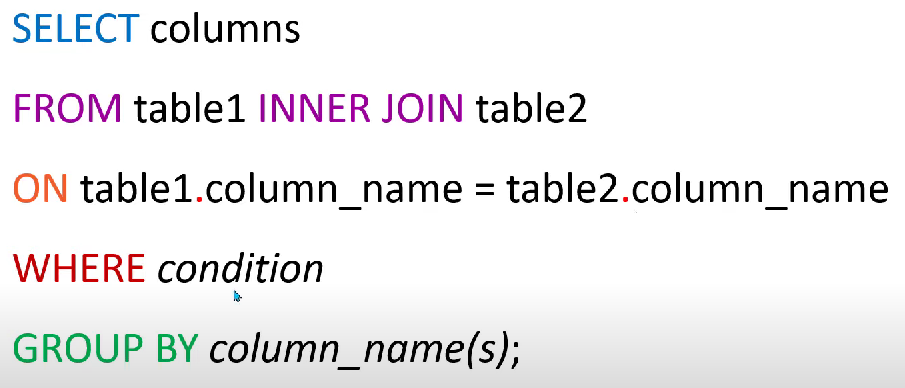 SELECT columns
FROM table1 INNER JOIN table2
ON table1.column_name = table2.column_name
WHERE condition
GROUP BY column_name(s);